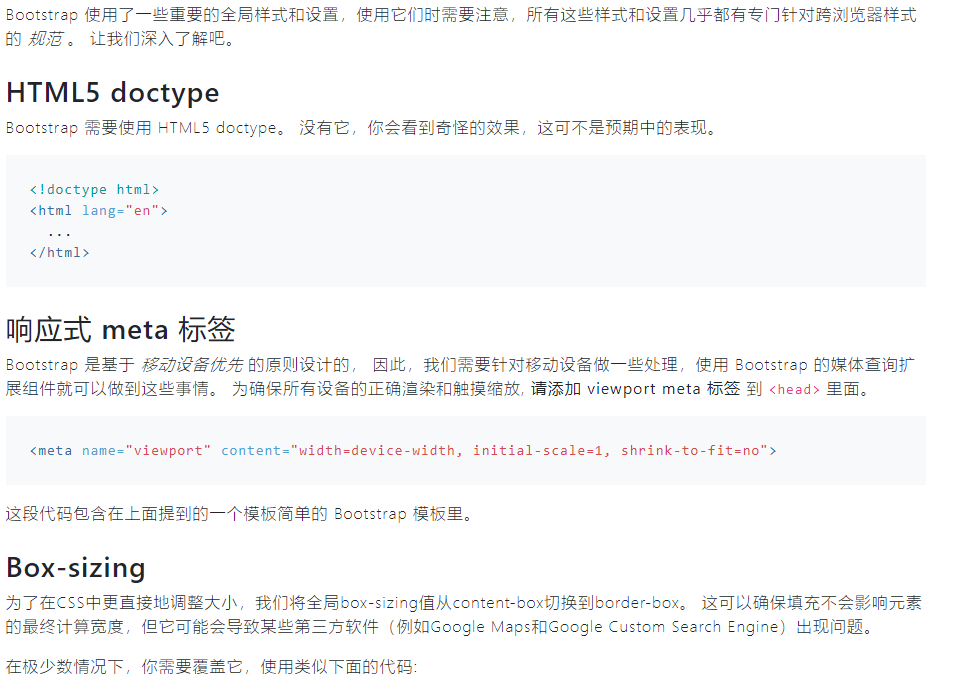 Bootstrap 使用了一些重要的全局样式和设置，使用它们时需要注意，所有这些样式和设置几乎都有专门针对跨浏览器样式
的 规范 。 让我们深入了解吧。
HTML5 doctype
Bootstrap 需要使用 HTML5 doctype。 没有它，你会看到奇怪的效果，这可不是预期中的表现。
<!doctype html>
<html lang="en">
  ...
</html>
响应式 meta 标签
Bootstrap 是基于 移动设备优先 的原则设计的， 因此，我们需要针对移动设备做一些处理，使用 Bootstrap 的媒体查询扩
展组件就可以做到这些事情。 为确保所有设备的正确渲染和触摸缩放, 请添加 viewport meta 标签 到 <head> 里面。
<meta name="viewport" content="width=device-width, initial-scale=1, shrink-to-fit=no">
这段代码包含在上面提到的一个模板简单的 Bootstrap 模板里。
Box-sizing
为了在CSS中更直接地调整大小，我们将全局box-sizing值从content-box切换到border-box。 这可以确保填充不会影响元素
的最终计算宽度，但它可能会导致某些第三方软件（例如Google Maps和Google Custom Search Engine）出现问题。
在极少数情况下，你需要覆盖它，使用类似下面的代码: